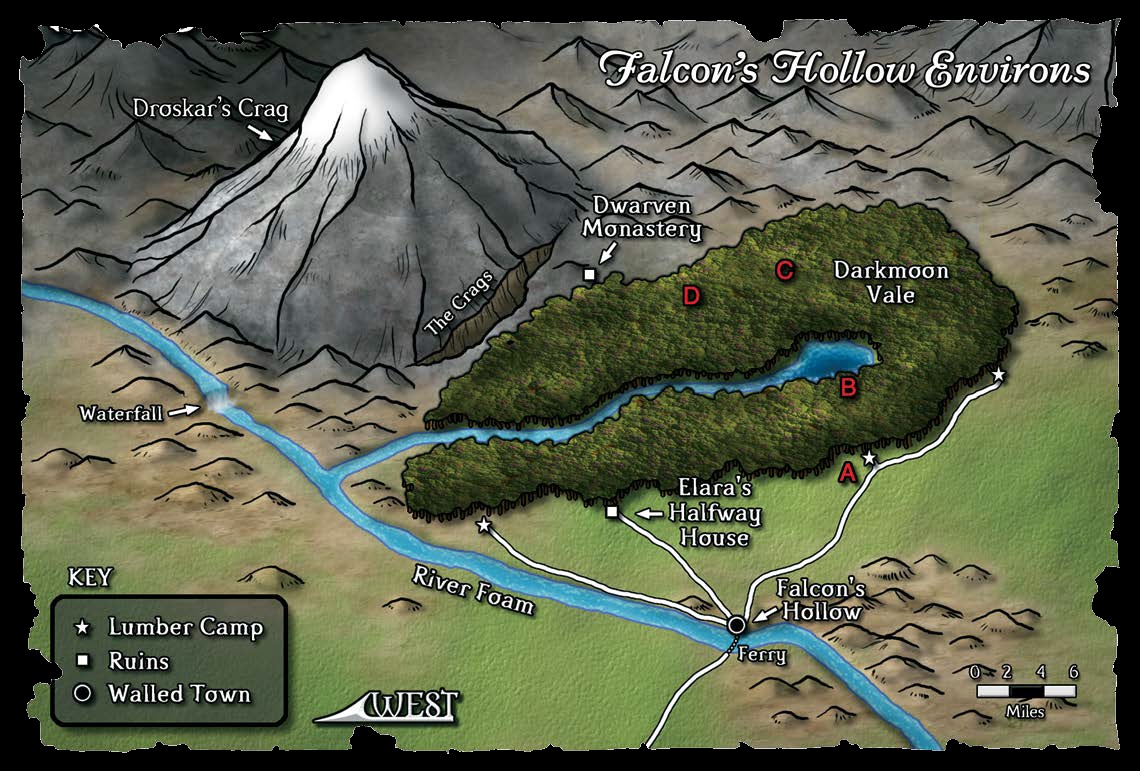 Falcon's Hollow Environs
Droskar's Crag
Dwarven
Monastery
The Crags
C
D
Darkmoon
Vale
B
Waterfall
A
Elara's
Halfway
House
River Foam
Falcon's
Hollow
Ferry
KEY
Lumber Camp
Ruins
Walled Town
WEST
0 2 4 6
Miles